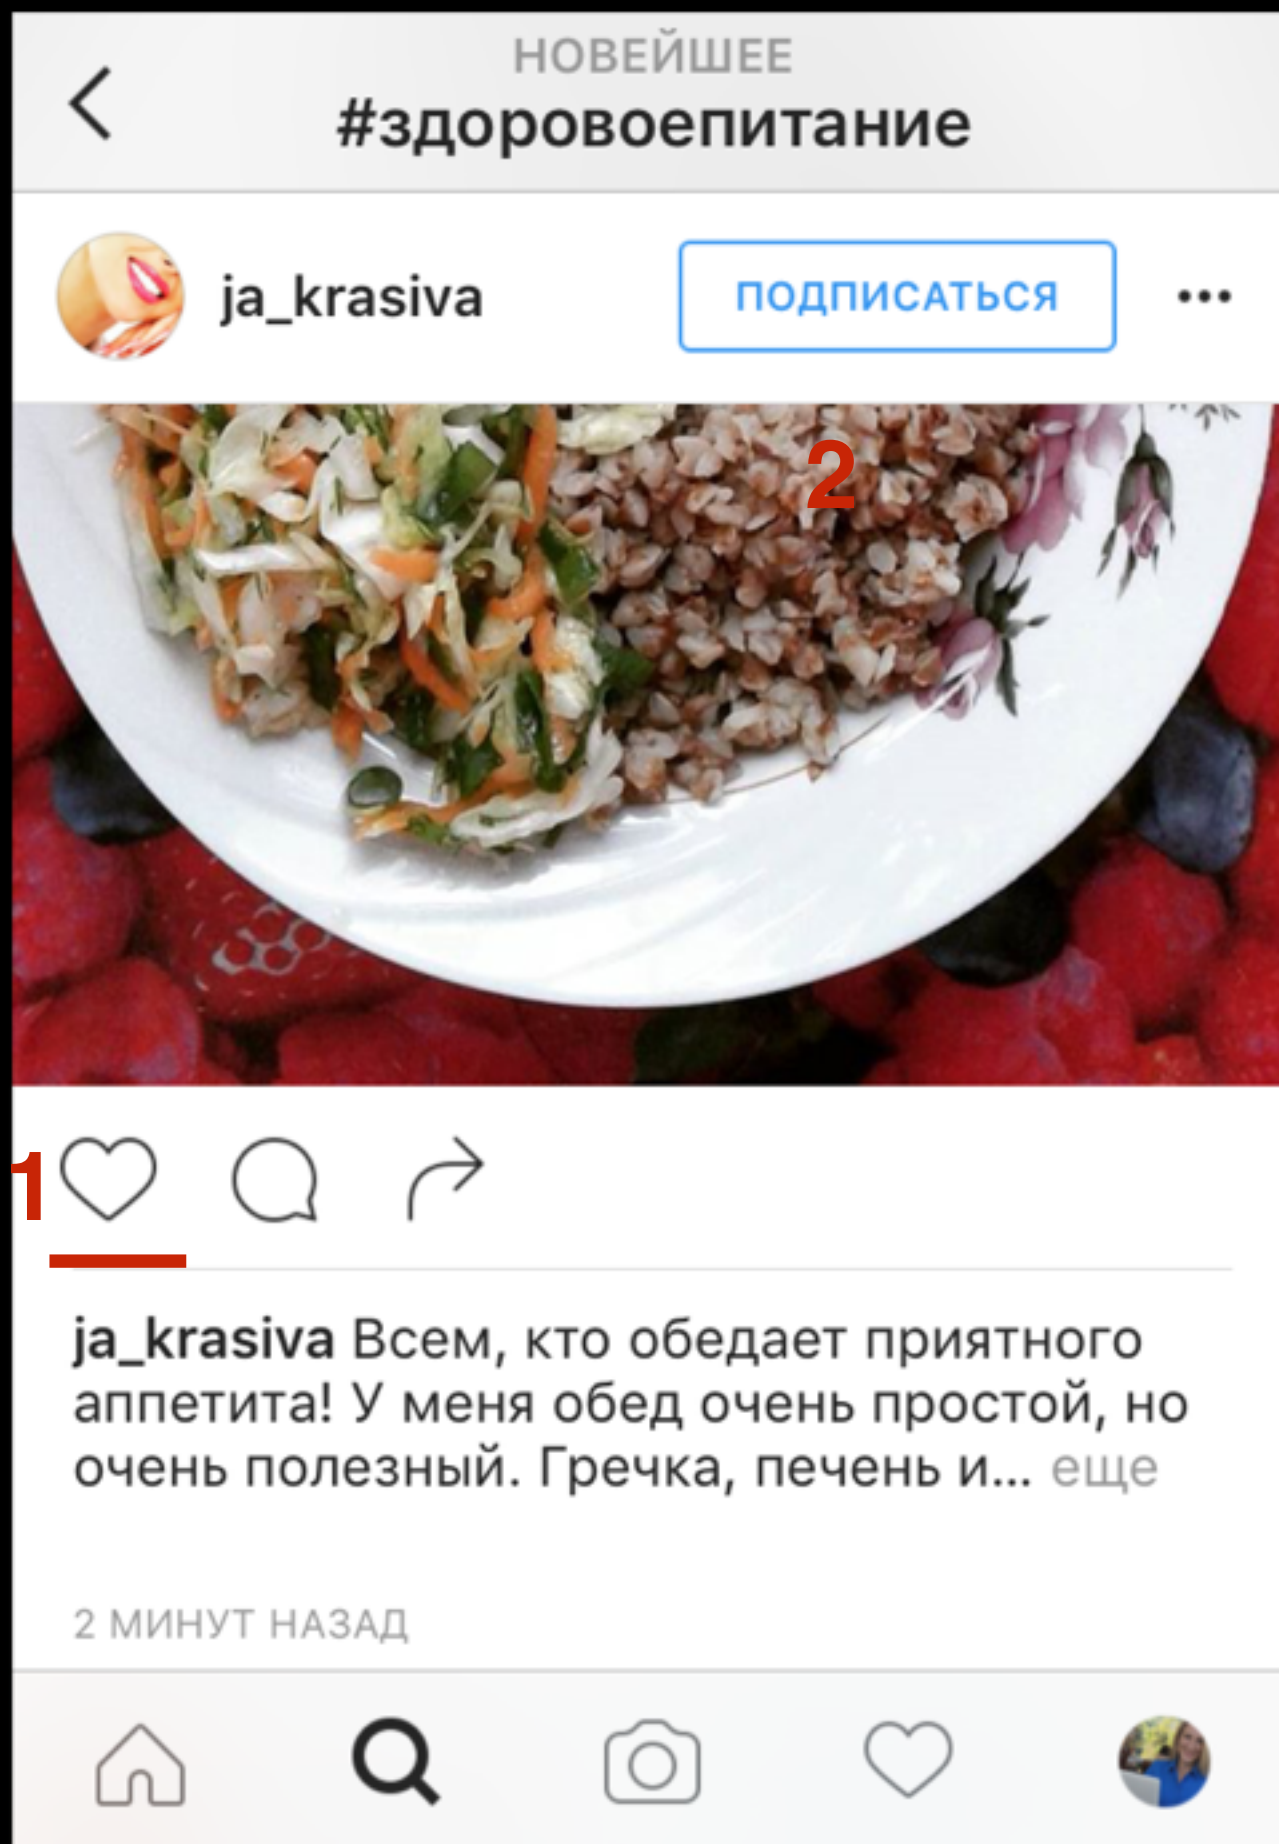 НОВЕЙШЕЕ
#здоровоепитание
ja_krasiva
ПОДПИСАТЬСЯ
2
1
ja_krasiva Всем, кто обедает приятного
аппетита! У меня обед очень простой, но
очень полезный. Гречка, печень и... еще
2 МИНУТ НАЗАД